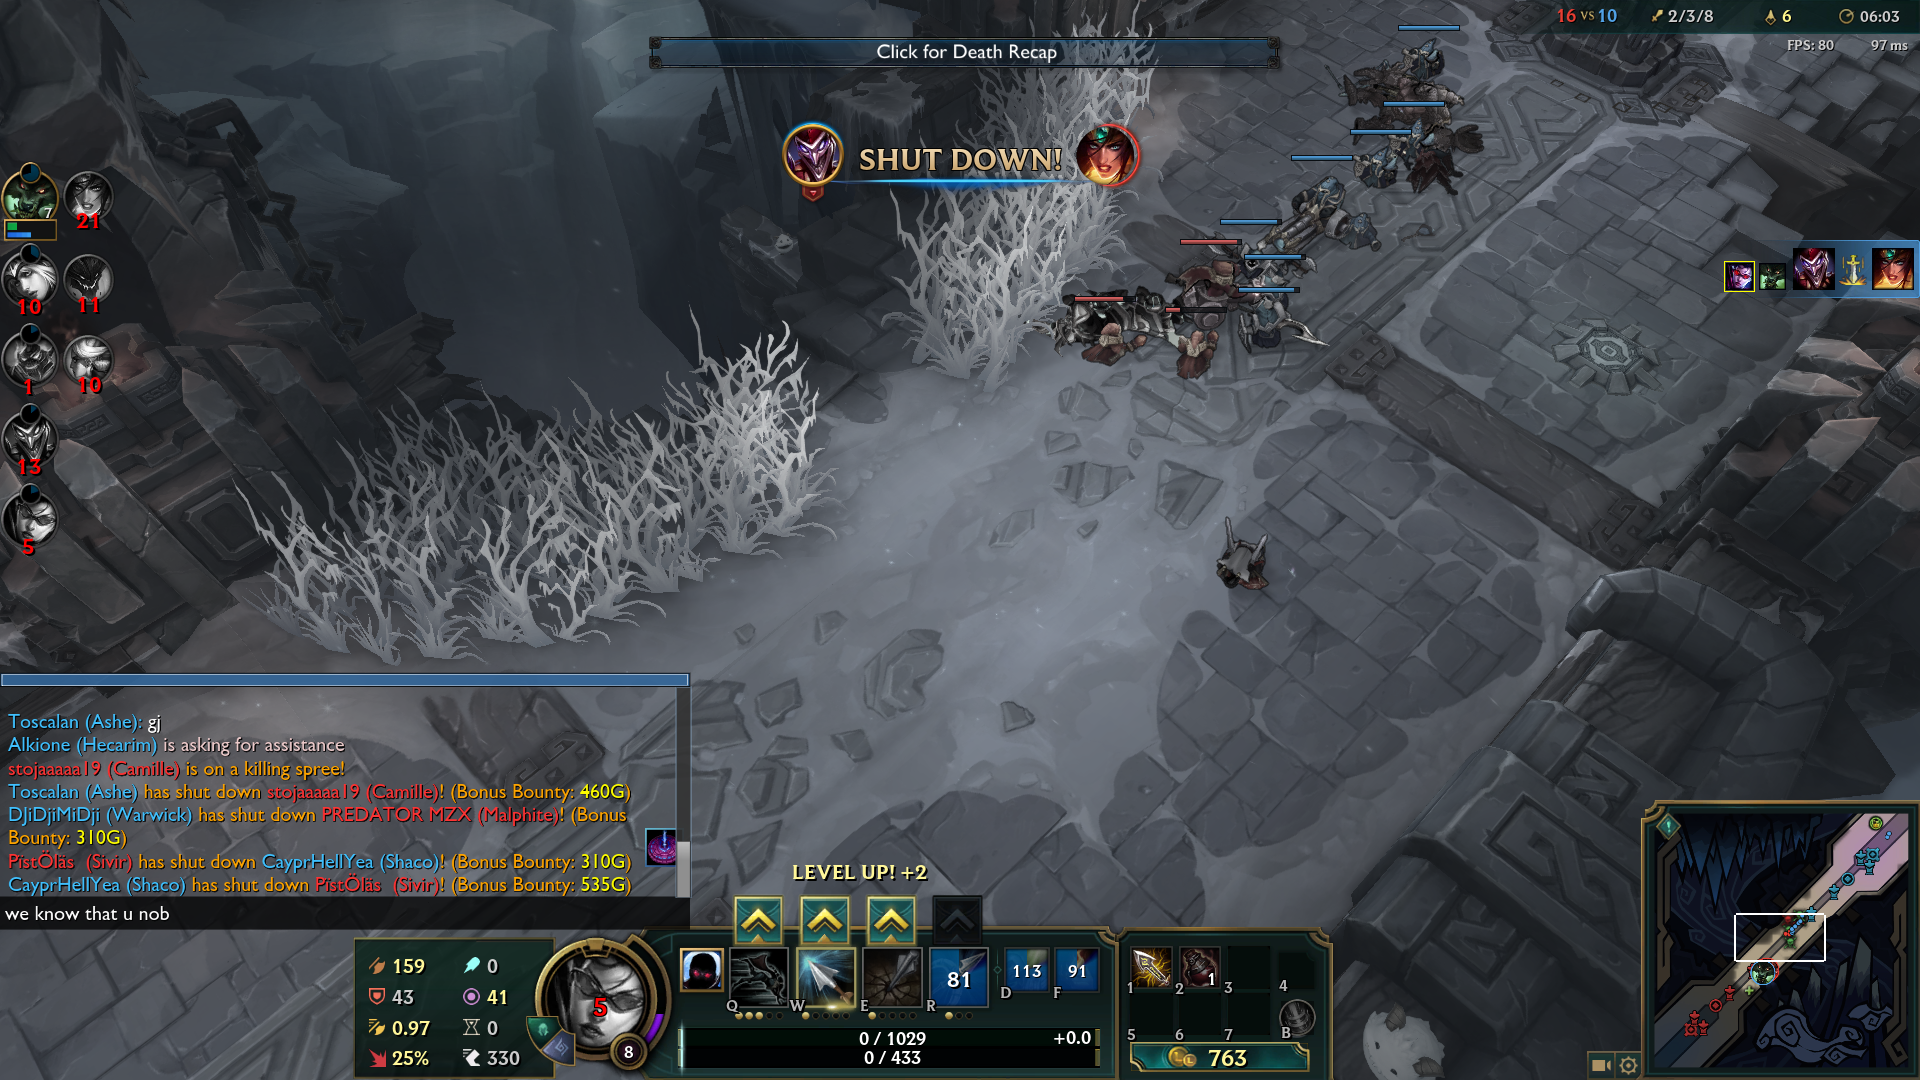 16 vs 10 2/3/8 6 06:03
FPS: 80 97 ms
Click for Death Recap
SHUT DOWN!
7
7
21
10
11
1
10
13
5
Toscalan (Ashe): gj
Alkione (Hecarim) is asking for assistance
stojaaaaa19 (Camille) is on a killing spree!
Toscalan (Ashe) has shut down stojaaaaa19 (Camille)! (Bonus Bounty: 460G)
DJiDjiMiDji (Warwick) has shut down PREDATOR MZX (Malphite)! (Bonus
Bounty: 310G)
PïstÖläs (Sivir) has shut down CayprHellYea (Shaco)! (Bonus Bounty: 310G)
CayprHellYea (Shaco) has shut down PïstÖläs (Sivir)! (Bonus Bounty: 535G)
we know that u nob
LEVEL UP! +2
159 0
43 41
0.97 0
25% 330
5
8
81 113 91
Q W E R D F
0 / 1029 +0.0
0 / 433
1
1 2 3 4
5 6 7 B
763